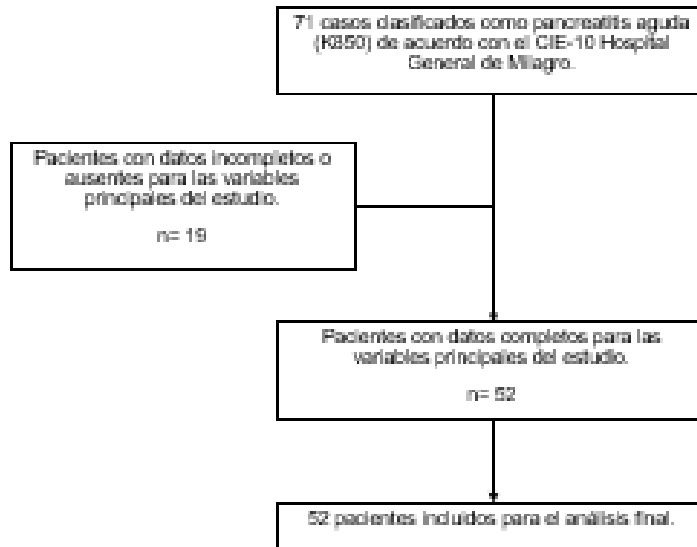 71 casos clasificados como pancreatitis aguda
(K850) de acuerdo con el CIE-10 Hospital
General de Milagro.
Pacientes con datos incompletos o
ausentes para las variables
principales del estudio.
n= 19
Pacientes con datos completos para las
variables principales del estudio.
n= 52
52 pacientes incluidos para el análisis final.